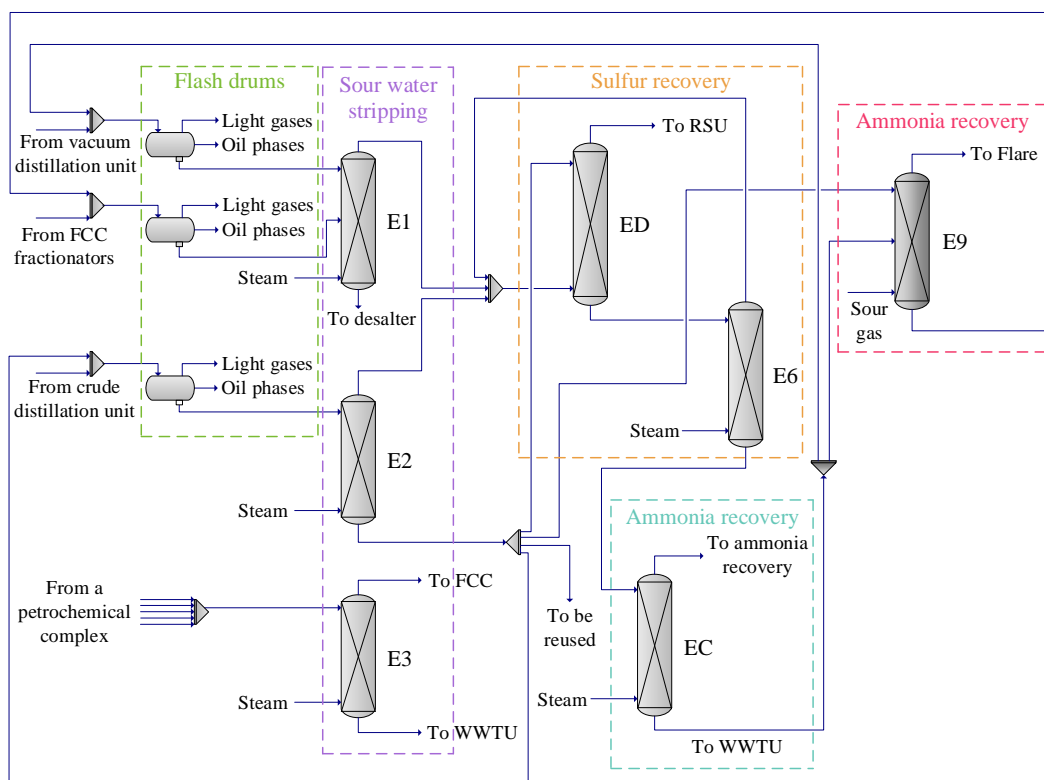 Flash drums
Light gases
Oil phases
From vacuum
distillation unit
Light gases
Oil phases
From FCC
fractionators
Light gases
Oil phases
From crude
distillation unit
Sour water
stripping
E1
Steam
To desalter
E2
Steam
From a
petrochemical
complex
To FCC
E3
Steam
To WWTU
Sulfur recovery
To RSU
ED
E6
Steam
To be
reused
Ammonia recovery
To ammonia
recovery
EC
Steam
To WWTU
Ammonia recovery
To Flare
E9
Sour
gas